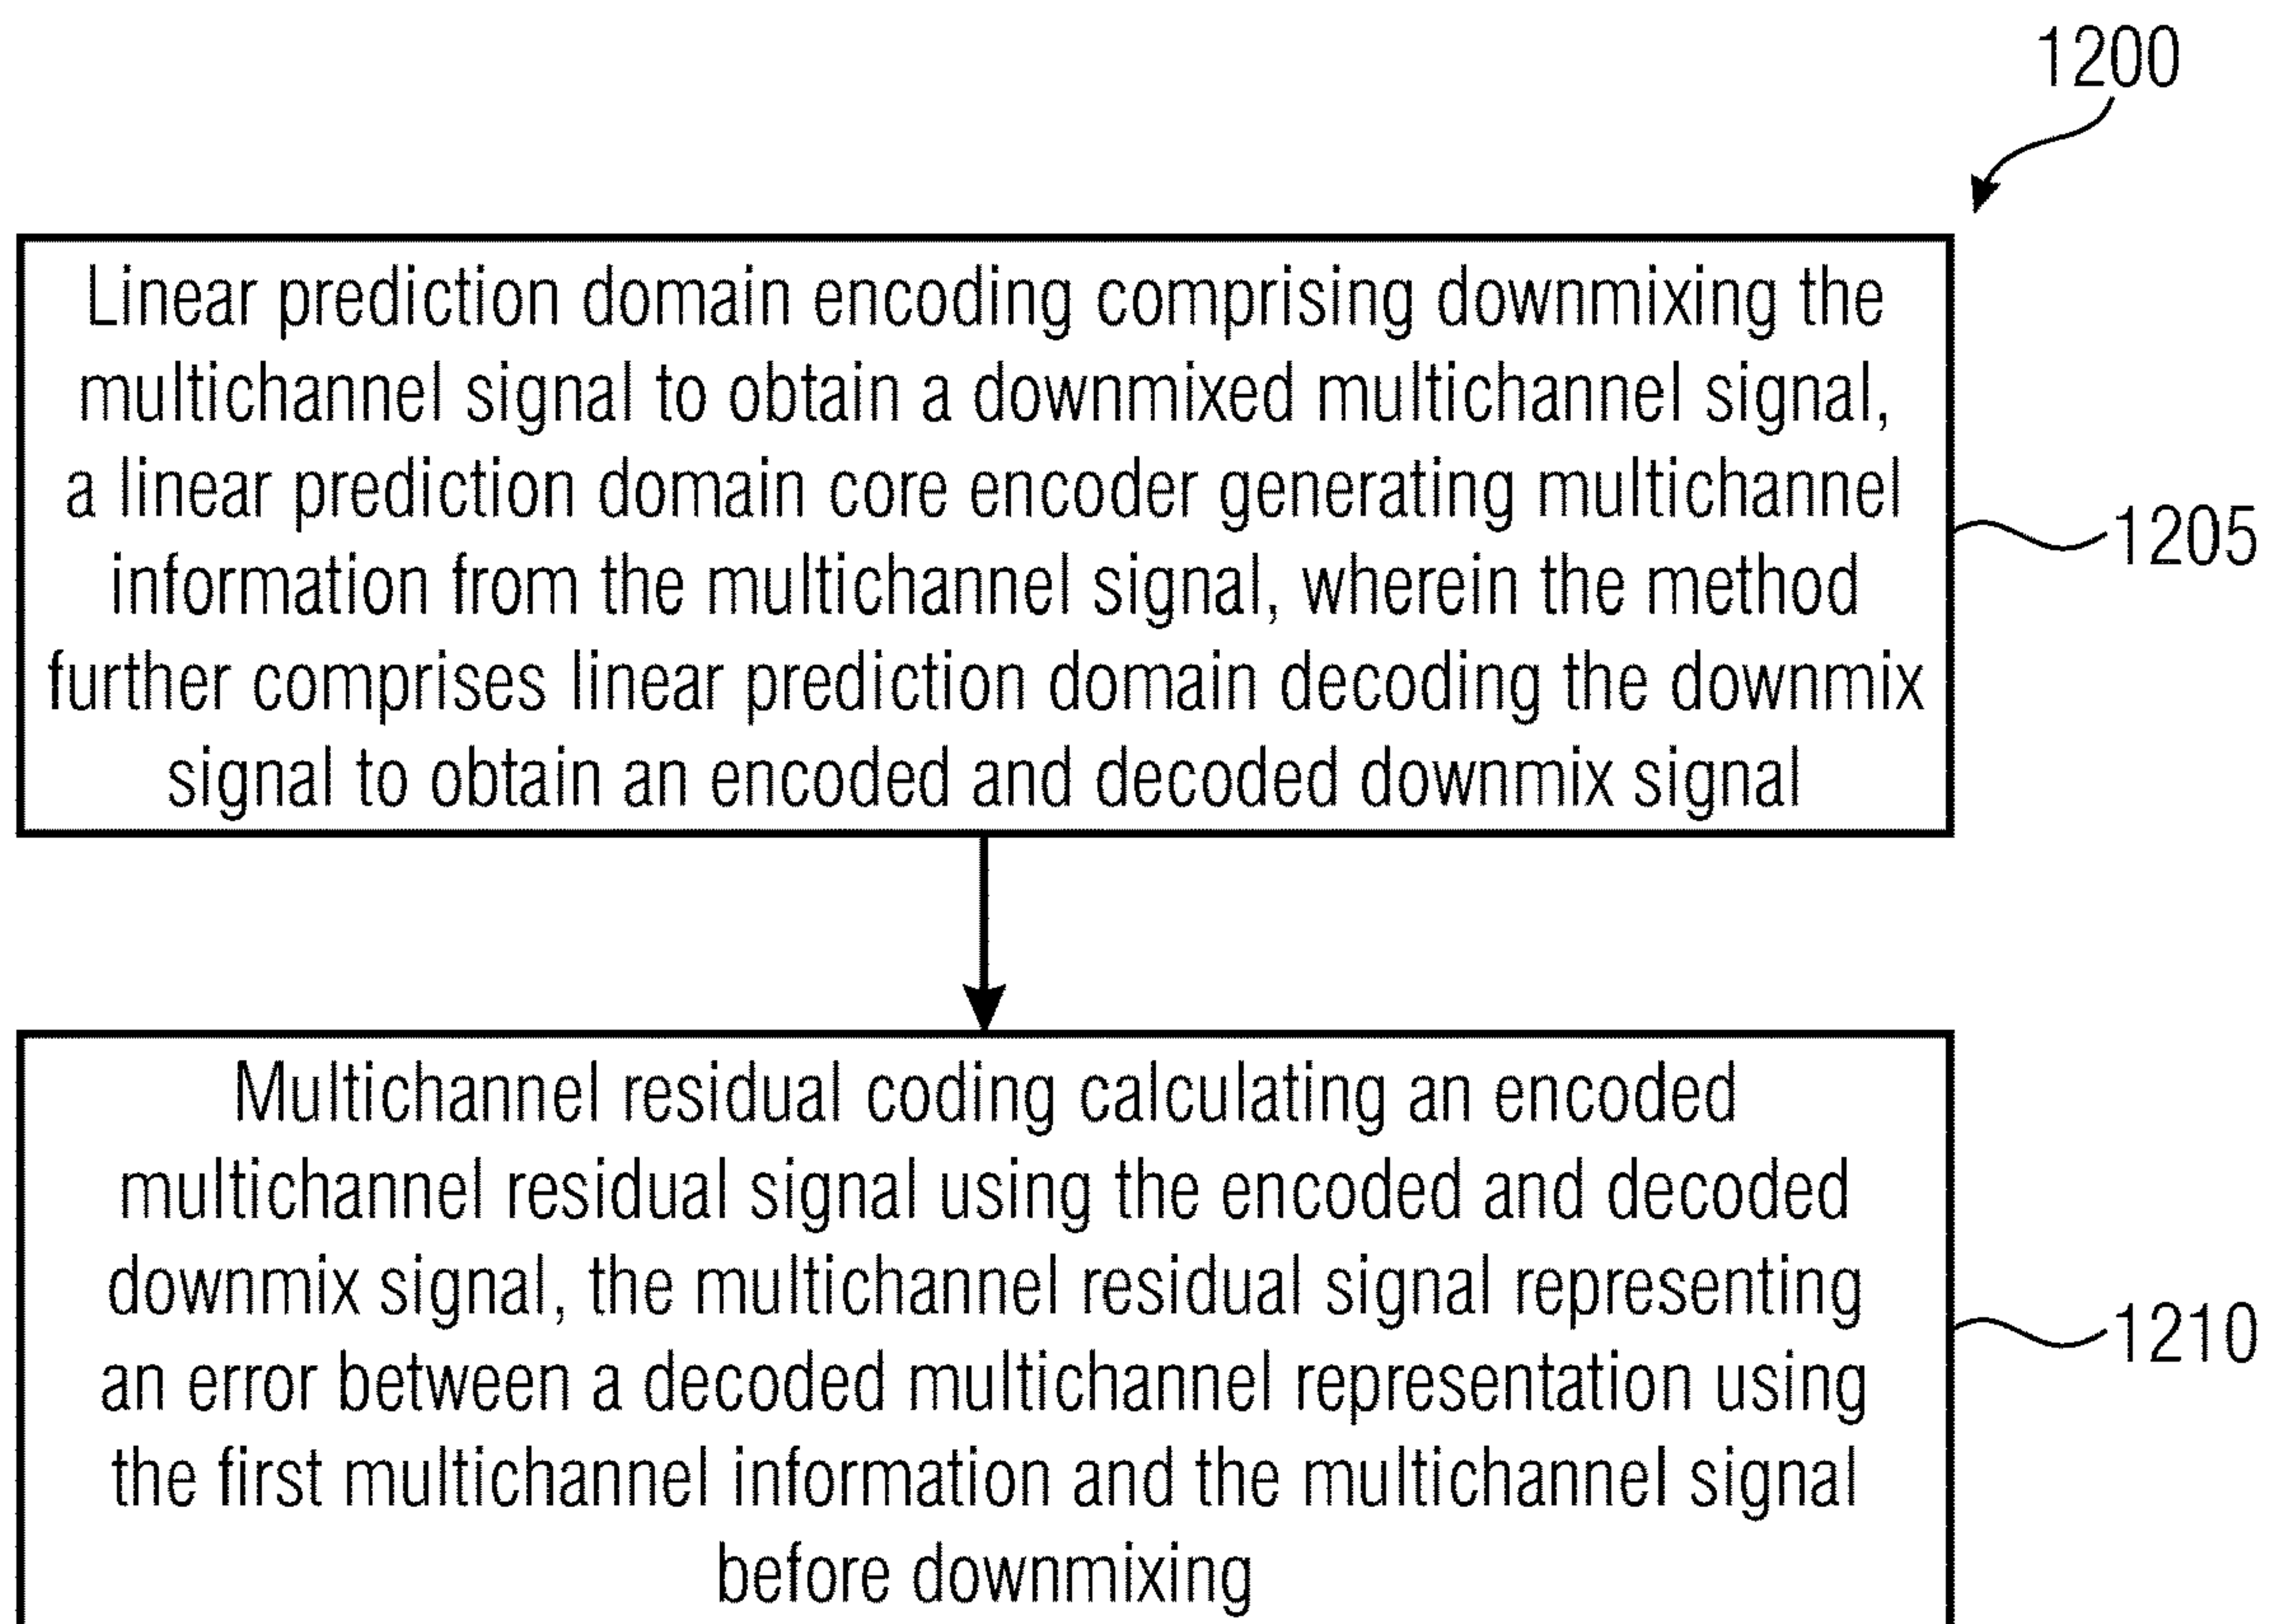 1200
Linear prediction domain encoding comprising downmixing the
multichannel signal to obtain a downmixed multichannel signal,
a linear prediction domain core encoder generating multichannel
information from the multichannel signal, wherein the method
further comprises linear prediction domain decoding the downmix
signal to obtain an encoded and decoded downmix signal
1205
Multichannel residual coding calculating an encoded
multichannel residual signal using the encoded and decoded
downmix signal, the multichannel residual signal representing
an error between a decoded multichannel representation using
the first multichannel information and the multichannel signal
before downmixing
1210